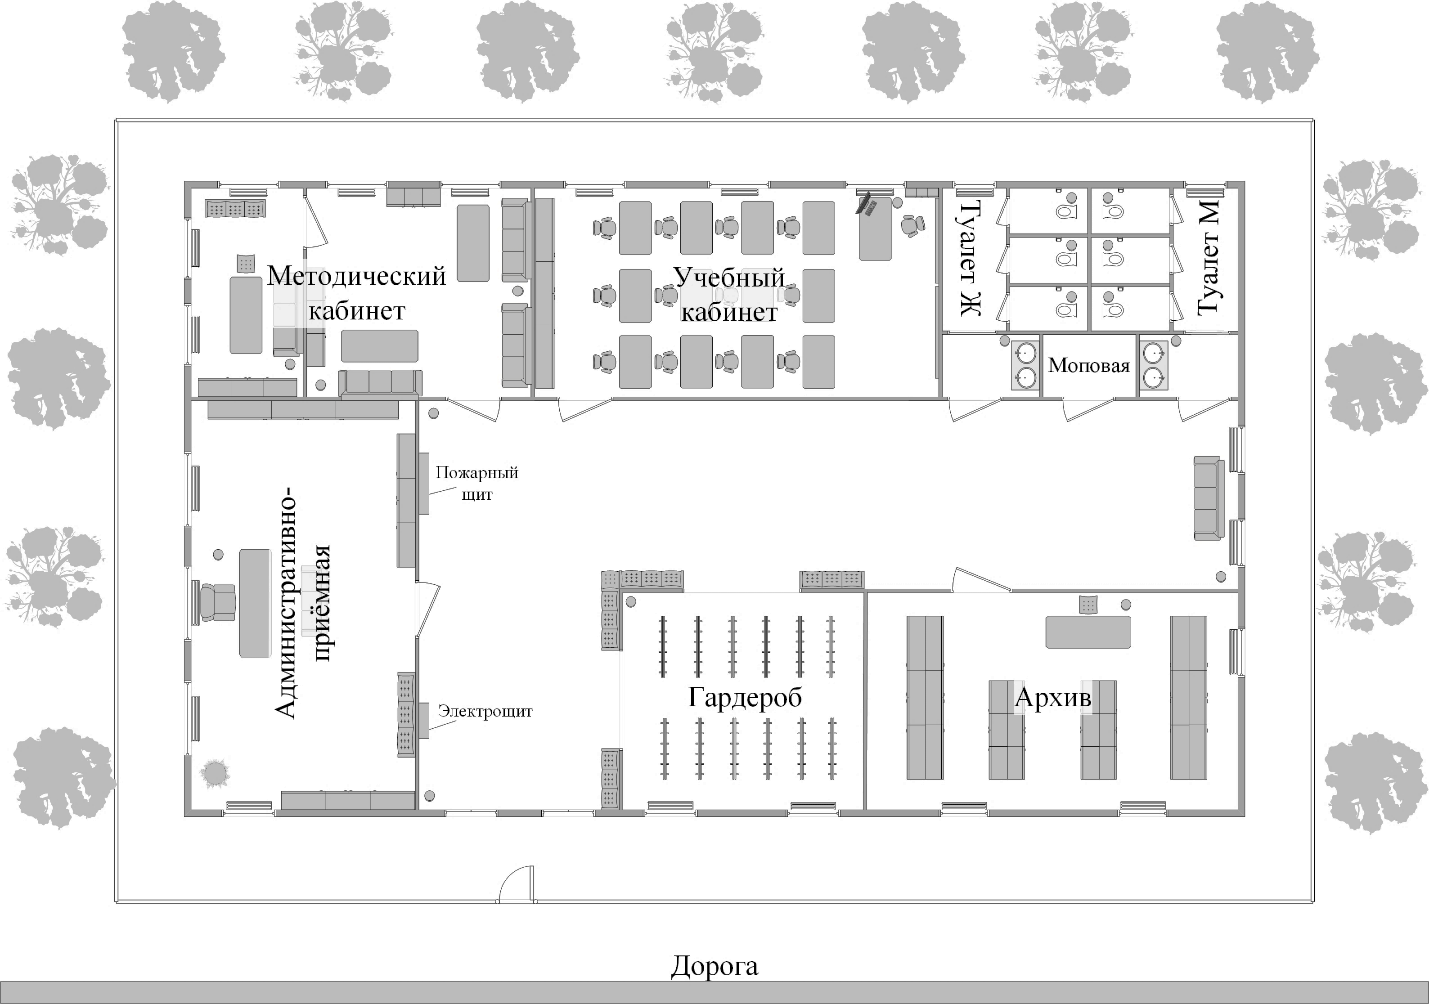 Методический
кабинет
Учебный
кабинет
Туалет Ж
Туалет М
Моповая
Пожарный
щит
Административно-
приёмная
Электрощит
Гардероб
Архив
Дорога